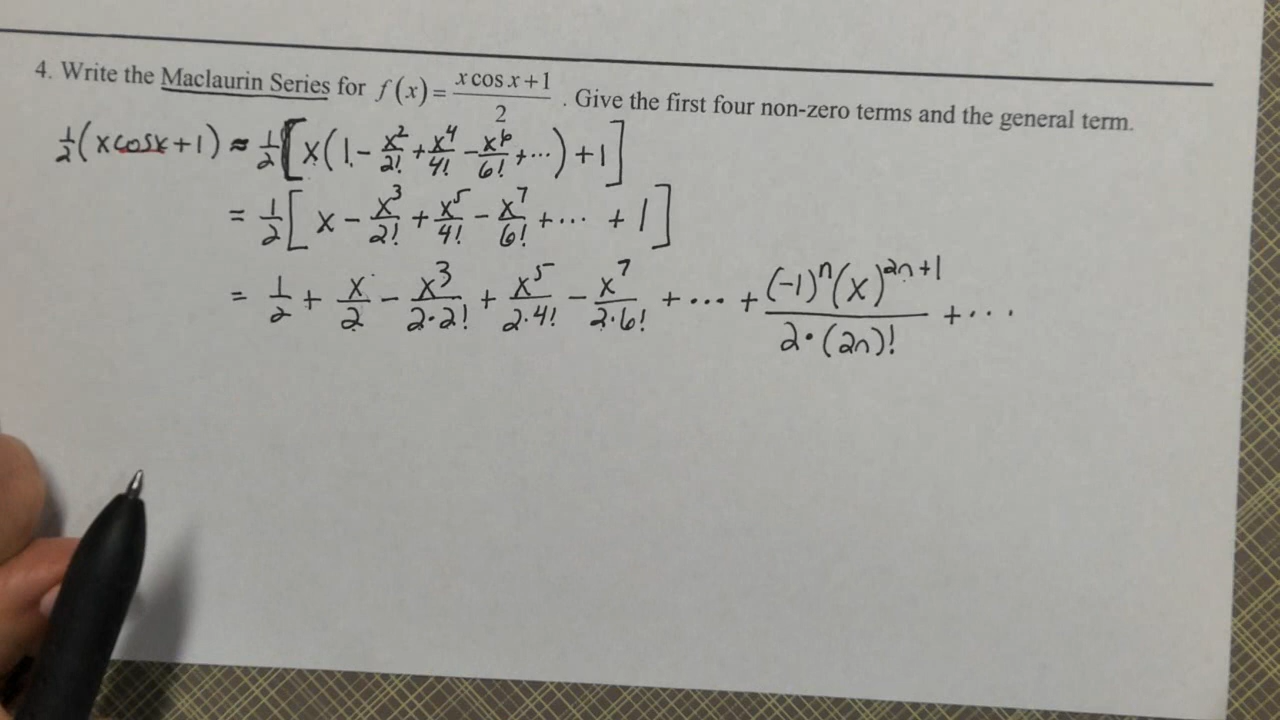 4. Write the Maclaurin Series for f(x) = (x cos x + 1)/2 . Give the first four non-zero terms and the general term.
½(x cos x + 1) ≈ ½[x(1 - x²/2! + x⁴/4! - x⁶/6! + ⋯) + 1]
= ½[x - x³/2! + x⁵/4! - x⁷/6! + ⋯ + 1]
= ½ + x/2 - x³/(2·2!) + x⁵/(2·4!) - x⁷/(2·6!) + ⋯ + (-1)ⁿ(x)²ⁿ⁺¹/(2·(2n)!) + ⋯